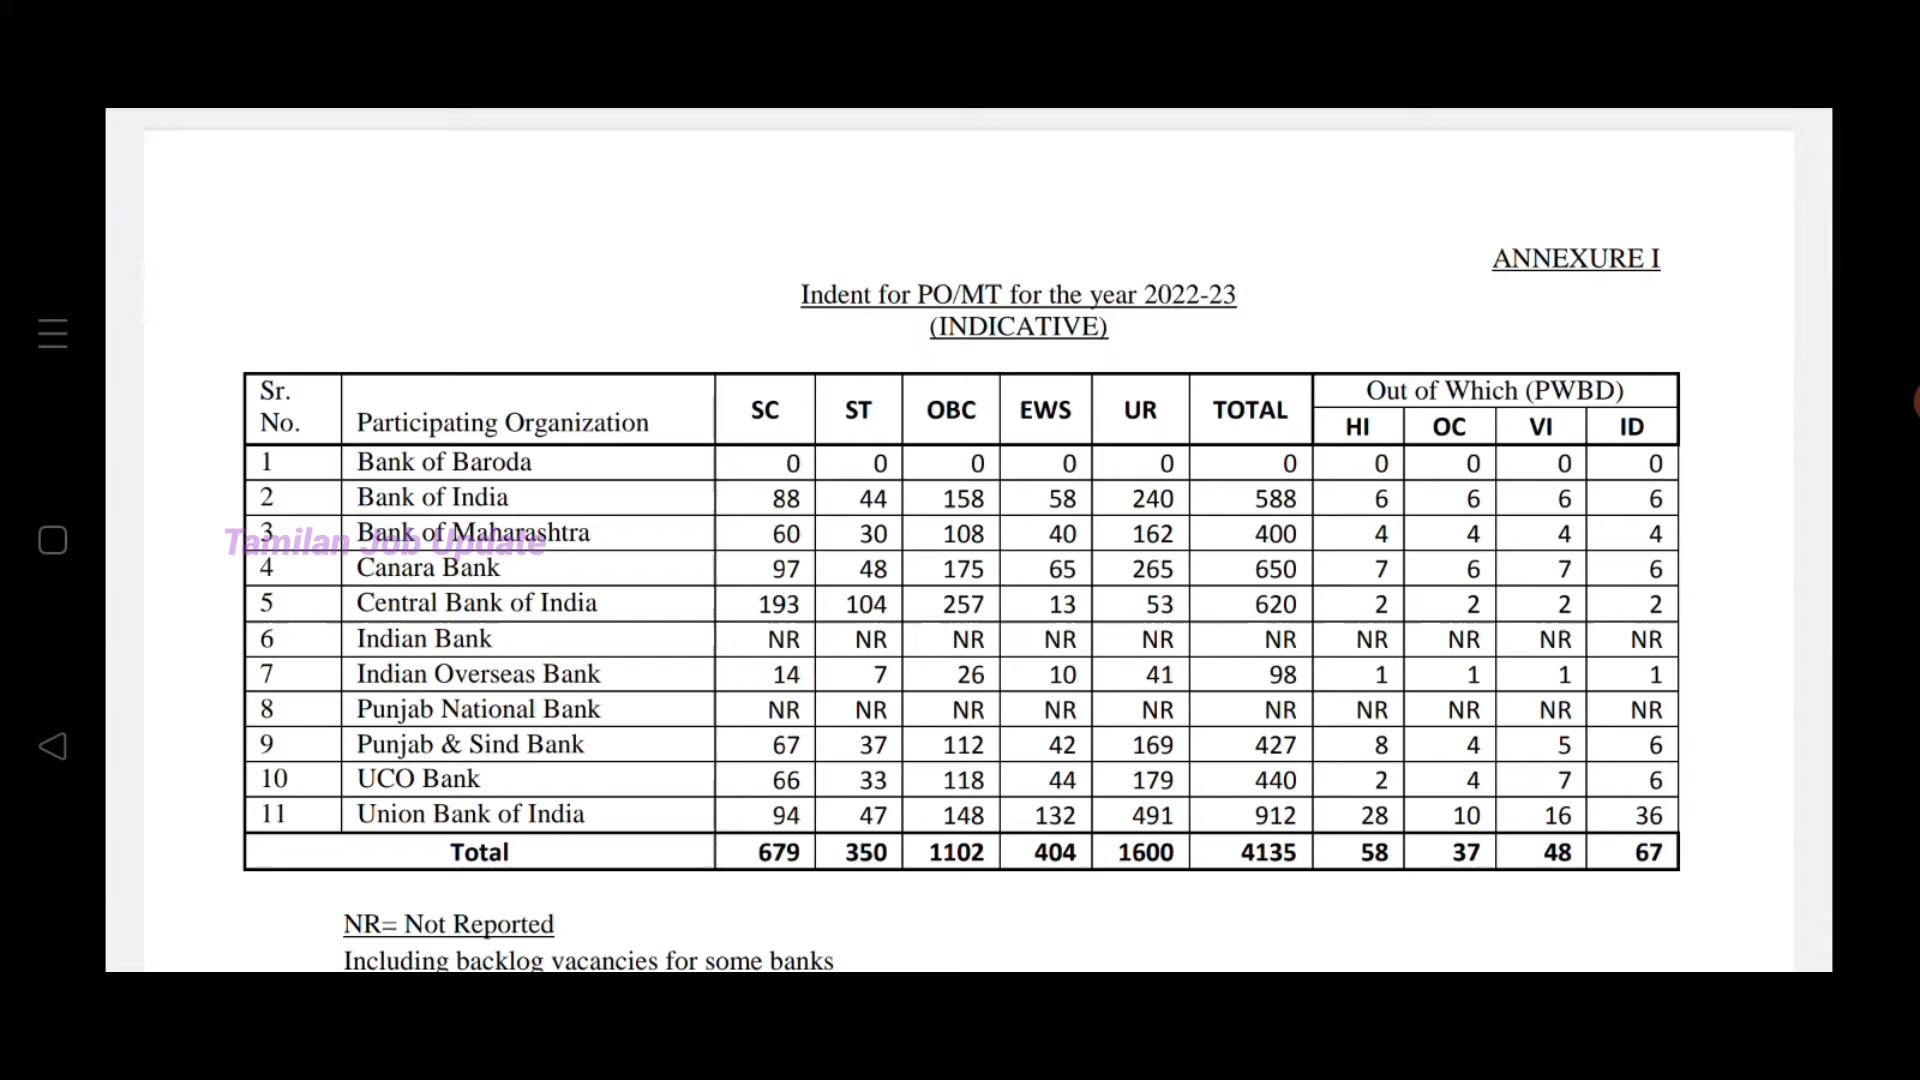 ANNEXURE I
Indent for PO/MT for the year 2022-23
(INDICATIVE)
Sr. No. Participating Organization SC ST OBC EWS UR TOTAL Out of Which (PWBD)
HI OC VI ID
1 Bank of Baroda 0 0 0 0 0 0 0 0 0 0
2 Bank of India 88 44 158 58 240 588 6 6 6 6
3 Bank of Maharashtra 60 30 108 40 162 400 4 4 4 4
Tamilan Job Update
4 Canara Bank 97 48 175 65 265 650 7 6 7 6
5 Central Bank of India 193 104 257 13 53 620 2 2 2 2
6 Indian Bank NR NR NR NR NR NR NR NR NR NR
7 Indian Overseas Bank 14 7 26 10 41 98 1 1 1 1
8 Punjab National Bank NR NR NR NR NR NR NR NR NR NR
9 Punjab & Sind Bank 67 37 112 42 169 427 8 4 5 6
10 UCO Bank 66 33 118 44 179 440 2 4 7 6
11 Union Bank of India 94 47 148 132 491 912 28 10 16 36
Total 679 350 1102 404 1600 4135 58 37 48 67
NR= Not Reported
Including backlog vacancies for some banks